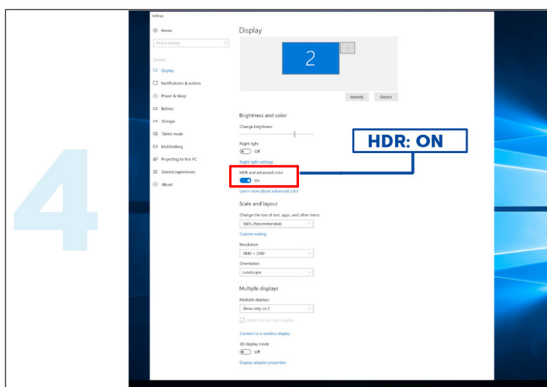 4
Settings
Home
Find a setting
System
Display
Notifications & actions
Power & sleep
Battery
Storage
Tablet mode
Multitasking
Projecting to this PC
Shared experiences
About
Display
2
1
Identify
Detect
Brightness and color
Change brightness
Night light
Off
Night light settings
HDR and advanced color
On
Learn more about advanced color
HDR: ON
Scale and layout
Change the size of text, apps, and other items
100% (Recommended)
Custom scaling
Resolution
3840 × 2160
Orientation
Landscape
Multiple displays
Multiple displays
Show only on 2
Make this my main display
Connect to a wireless display
3D display mode
Off
Display adapter properties